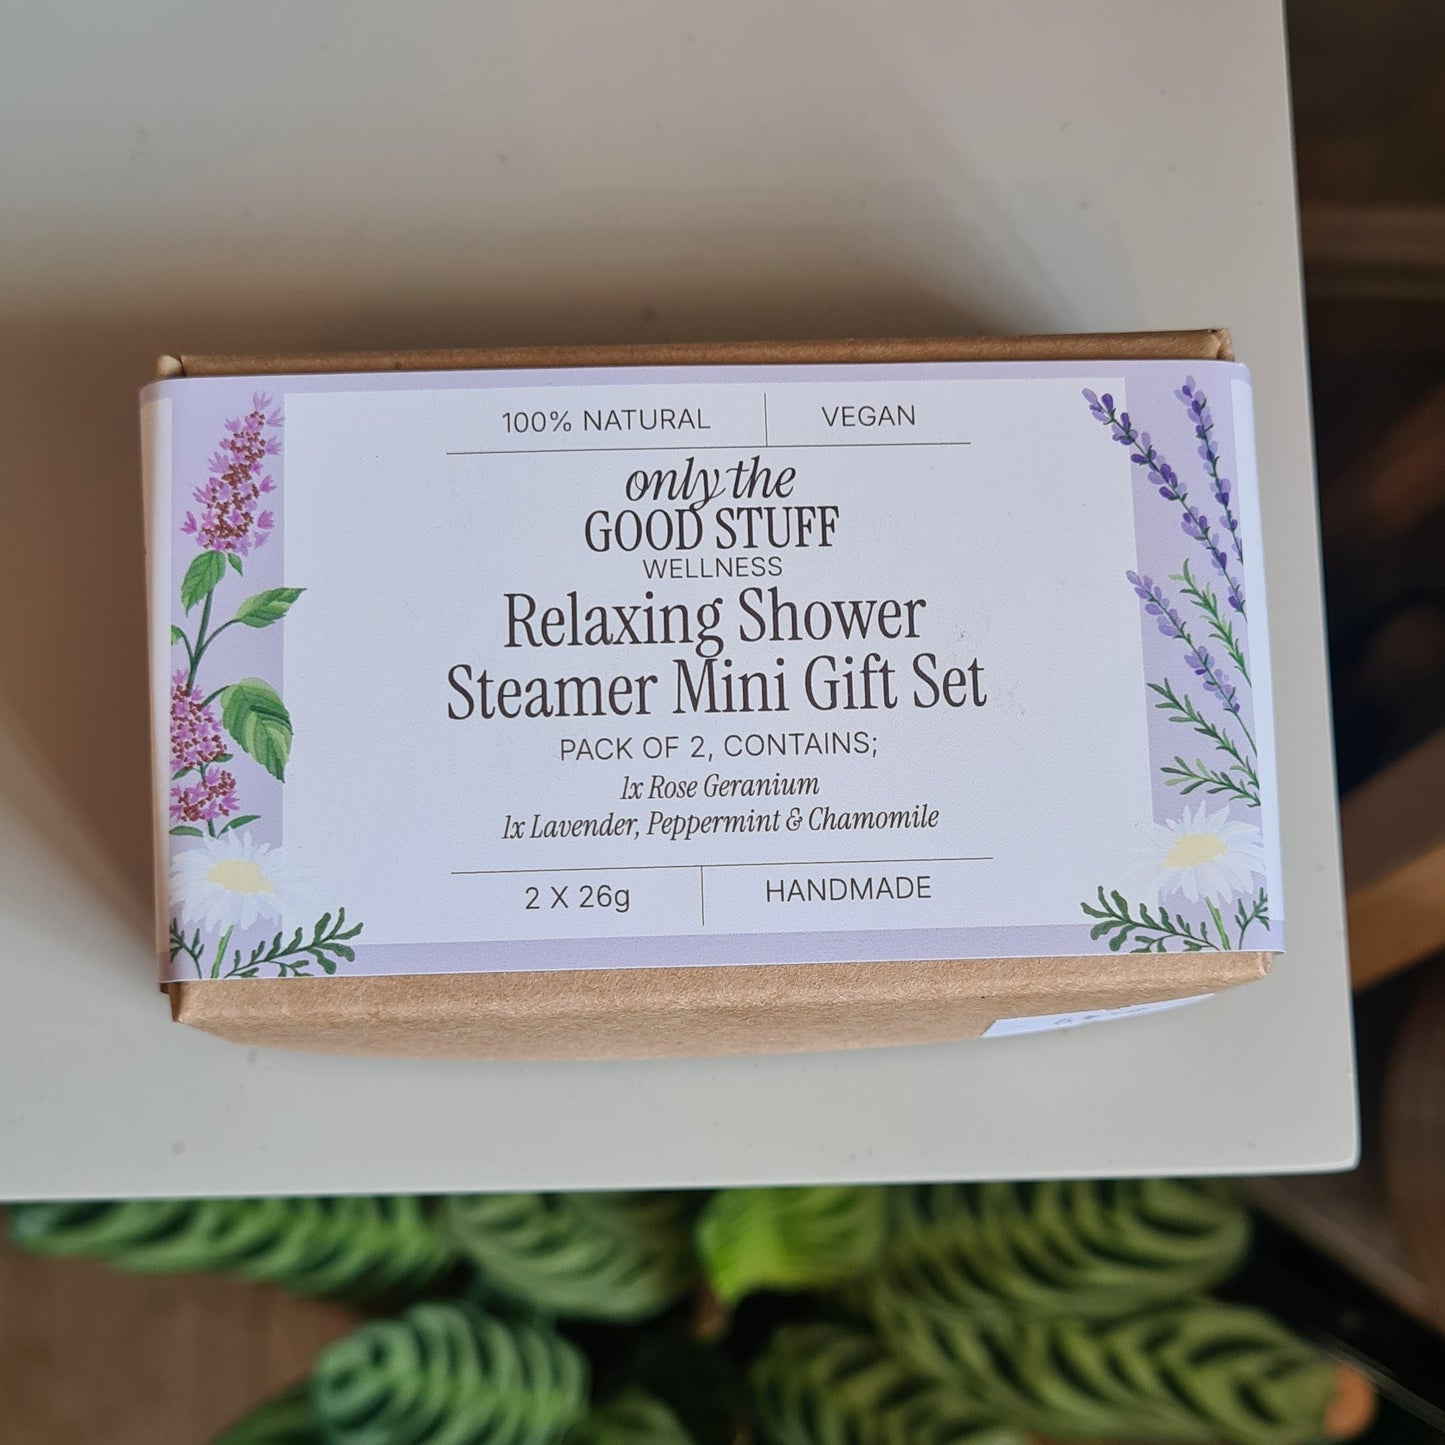 100% NATURAL
VEGAN
only the
GOOD STUFF
WELLNESS
Relaxing Shower
Steamer Mini Gift Set
PACK OF 2, CONTAINS;
1x Rose Geranium
1x Lavender, Peppermint & Chamomile
2 X 26g
HANDMADE